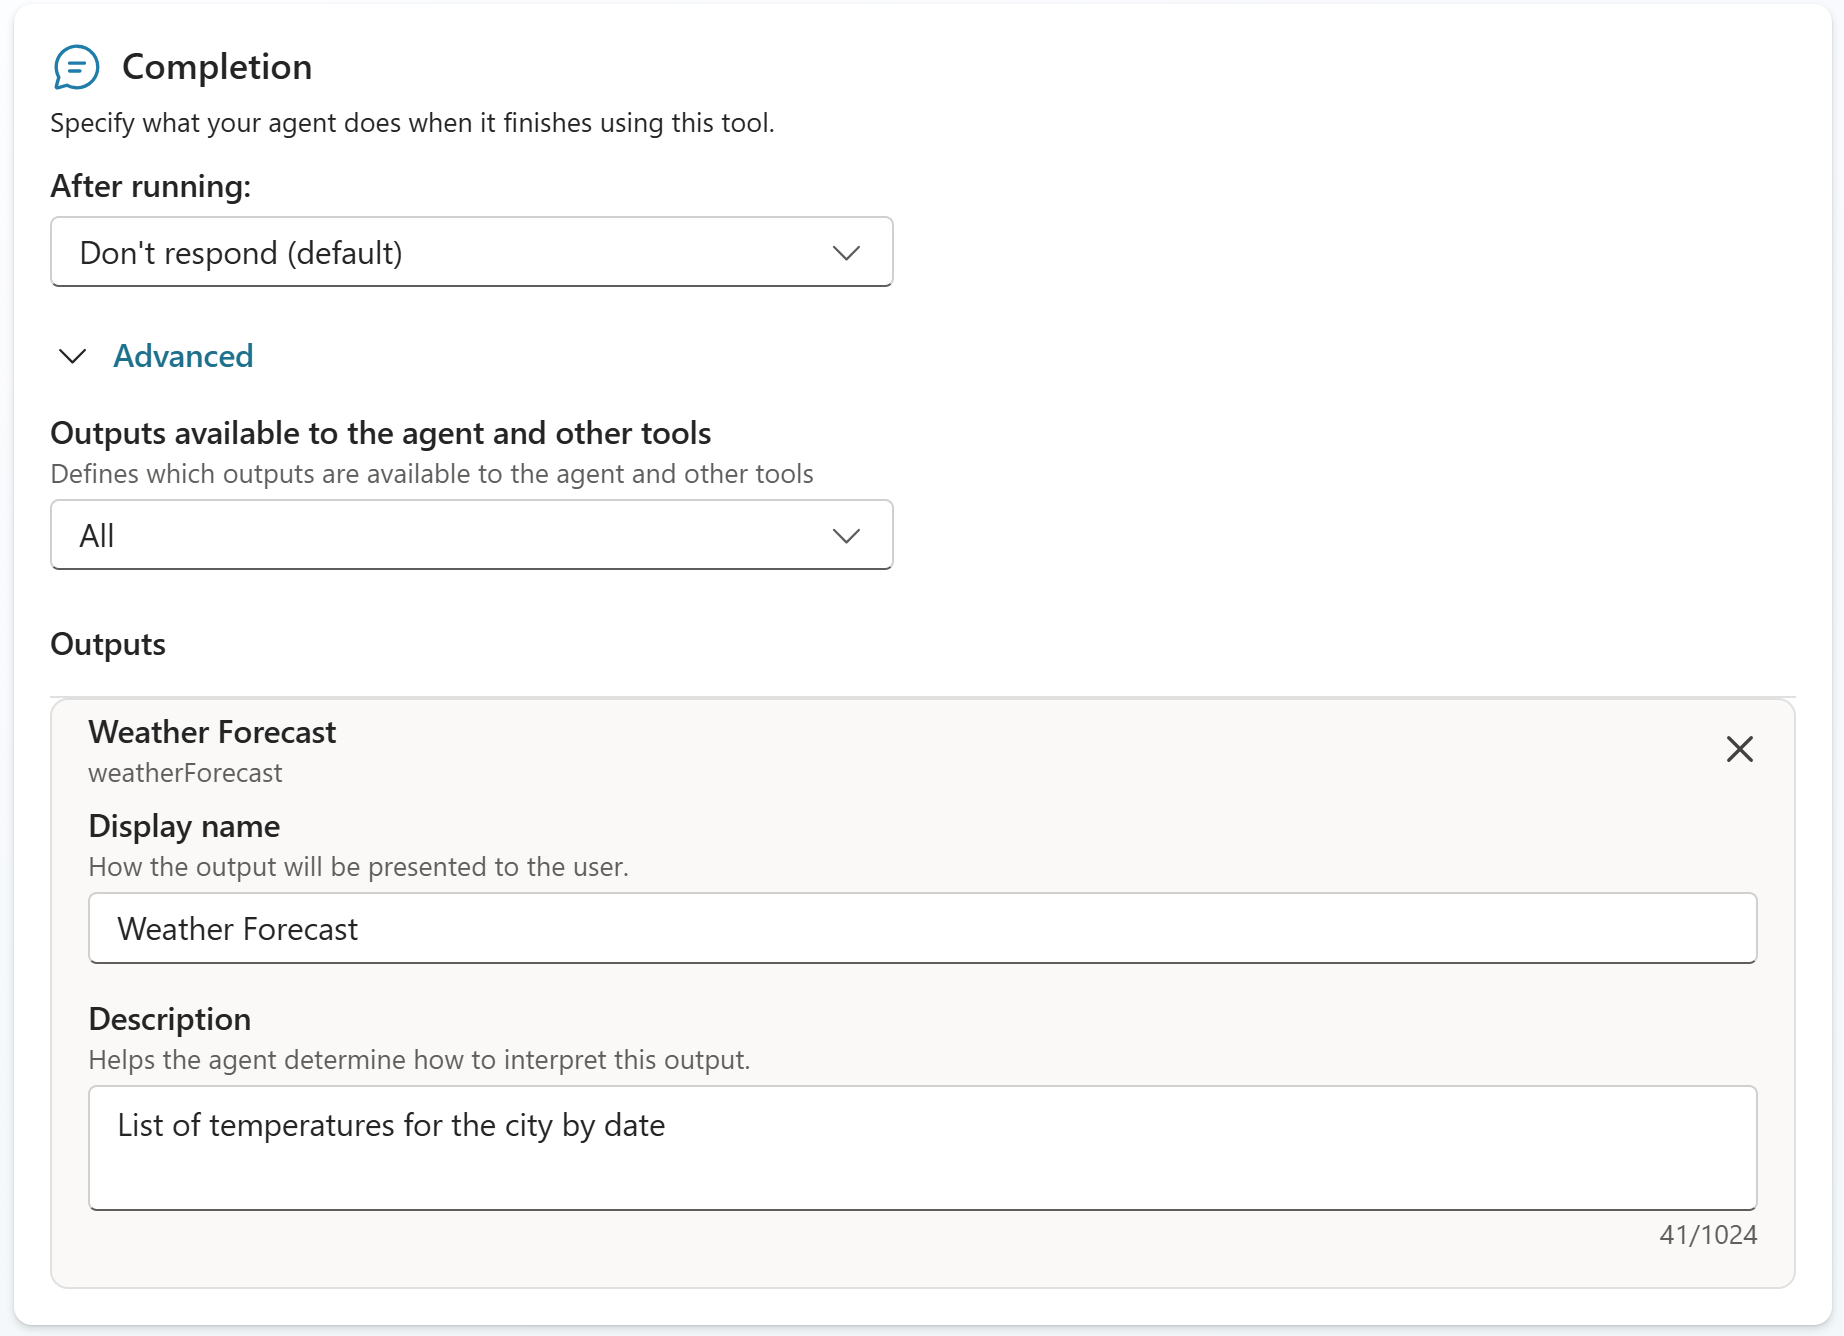 Completion
Specify what your agent does when it finishes using this tool.
After running:
Don't respond (default)
Advanced
Outputs available to the agent and other tools
Defines which outputs are available to the agent and other tools
All
Outputs
Weather Forecast
weatherForecast
Display name
How the output will be presented to the user.
Weather Forecast
Description
Helps the agent determine how to interpret this output.
List of temperatures for the city by date
41/1024